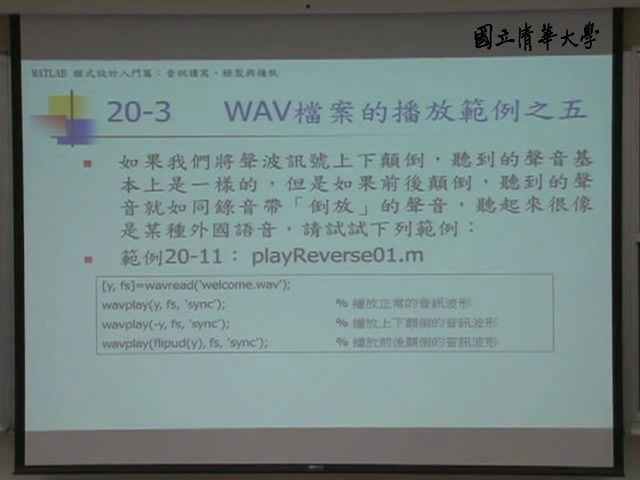 國立清華大學
MATLAB 程式設計入門篇：音訊讀寫、錄製與播放
20-3 WAV檔案的播放範例之五
如果我們將聲波訊號上下顛倒，聽到的聲音基
本上是一樣的，但是如果前後顛倒，聽到的聲
音就如同錄音帶「倒放」的聲音，聽起來很像
是某種外國語音，請試試下列範例：
範例20-11： playReverse01.m
[y, fs]=wavread('welcome.wav');
wavplay(y, fs, 'sync'); % 播放正常的音訊波形
wavplay(-y, fs, 'sync'); % 播放上下顛倒的音訊波形
wavplay(flipud(y), fs, 'sync'); % 播放前後顛倒的音訊波形